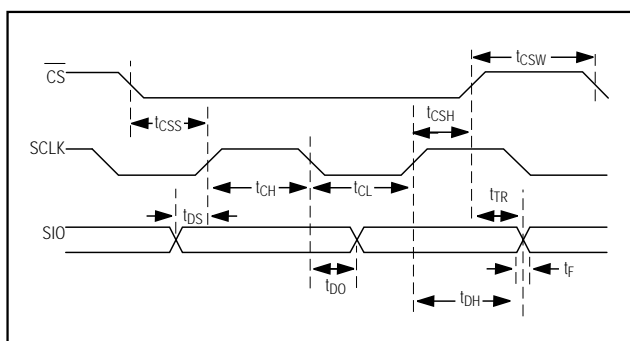 CS
tCSW
tCSS
tCSH
SCLK
tCH
tCL
tTR
tDS
SIO
tF
tDO
tDH